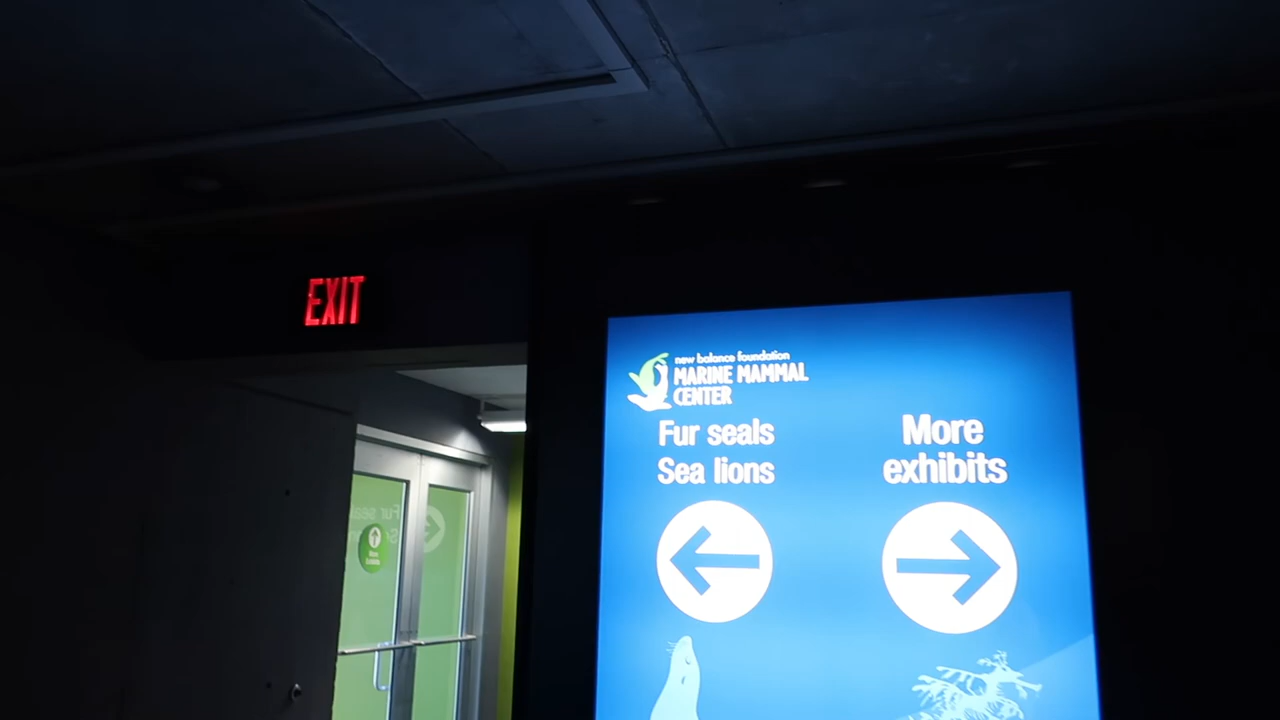 EXIT
new balance foundation
MARINE MAMMAL
CENTER
Fur seals
Sea lions
More
exhibits